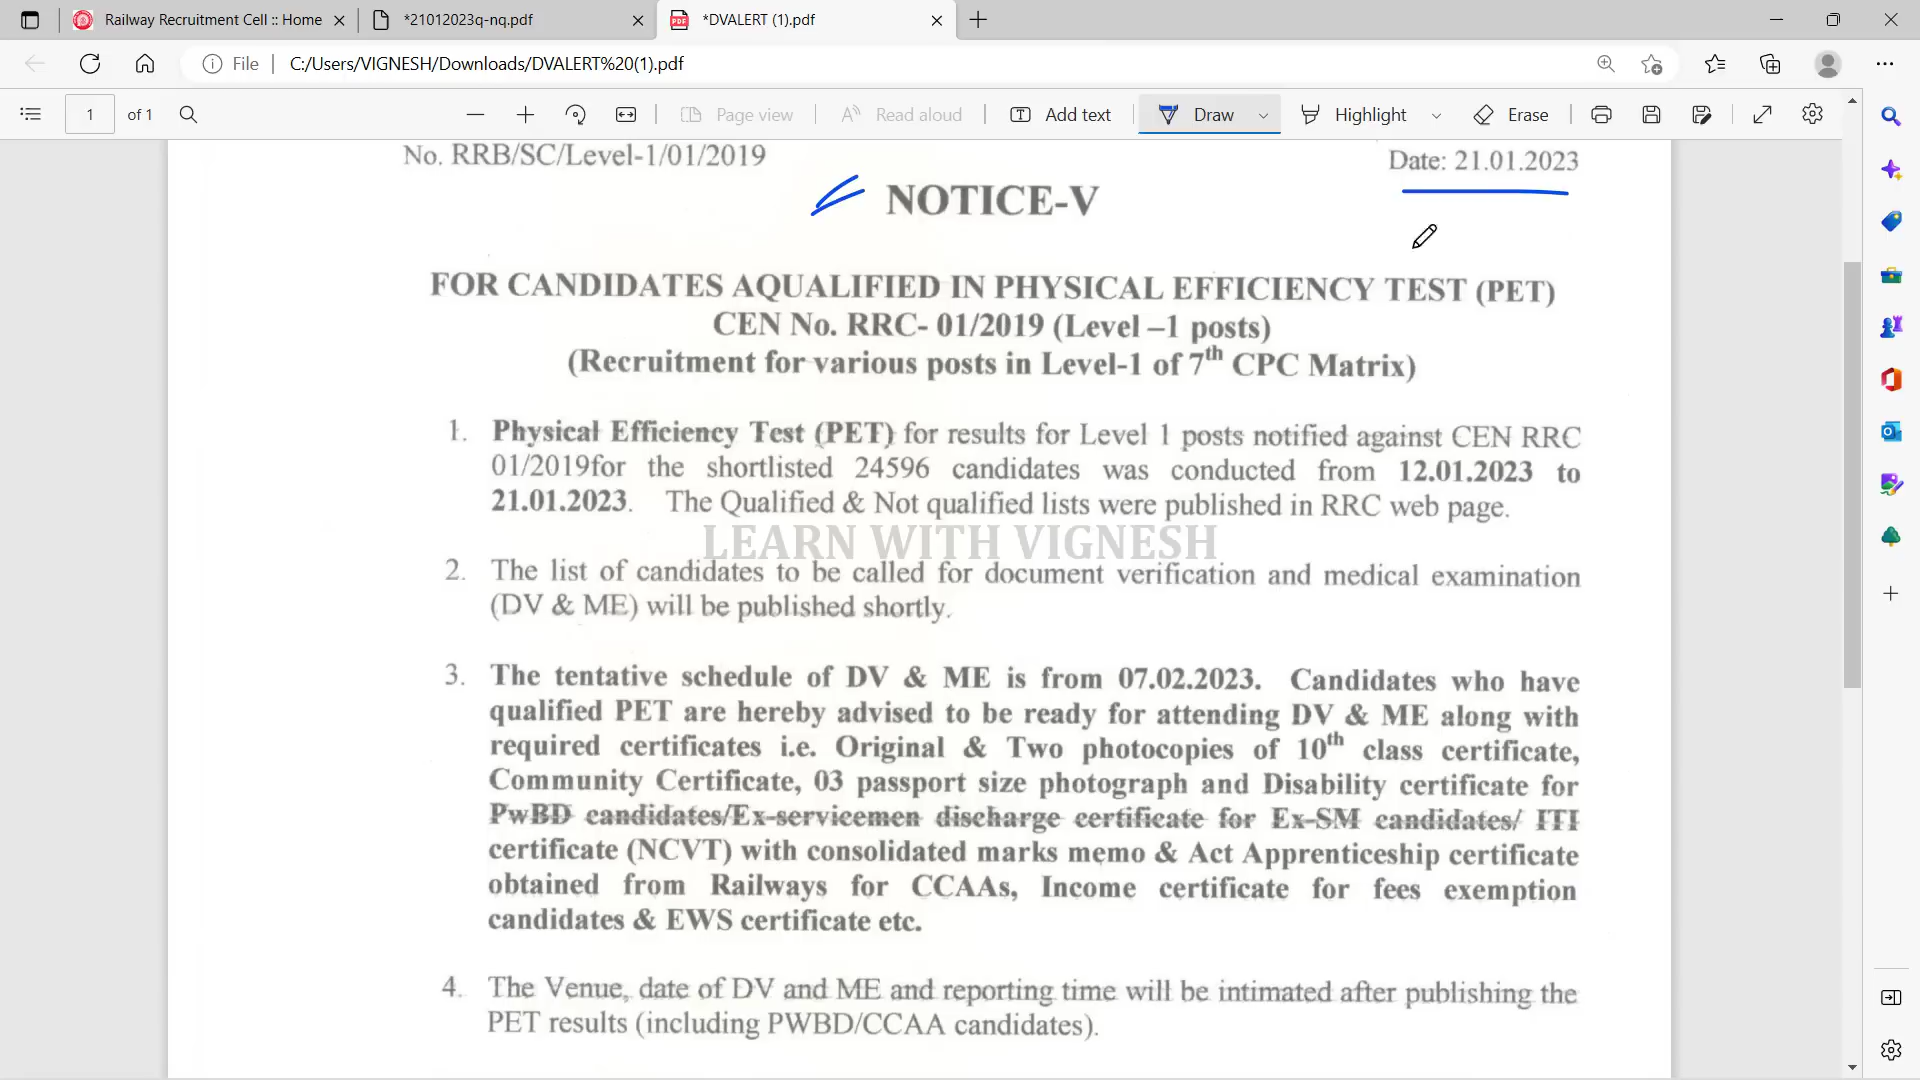 Railway Recruitment Cell :: Home
*21012023q-nq.pdf
*DVALERT (1).pdf
File
C:/Users/VIGNESH/Downloads/DVALERT%20(1).pdf
1 of 1
Page view
Read aloud
Add text
Draw
Highlight
Erase
No. RRB/SC/Level-1/01/2019
Date: 21.01.2023
NOTICE-V
FOR CANDIDATES AQUALIFIED IN PHYSICAL EFFICIENCY TEST (PET)
CEN No. RRC- 01/2019 (Level –1 posts)
(Recruitment for various posts in Level-1 of 7th CPC Matrix)
1. Physical Efficiency Test (PET) for results for Level 1 posts notified against CEN RRC
01/2019for the shortlisted 24596 candidates was conducted from 12.01.2023 to
21.01.2023. The Qualified & Not qualified lists were published in RRC web page.
LEARN WITH VIGNESH
2. The list of candidates to be called for document verification and medical examination
(DV & ME) will be published shortly.
3. The tentative schedule of DV & ME is from 07.02.2023. Candidates who have
qualified PET are hereby advised to be ready for attending DV & ME along with
required certificates i.e. Original & Two photocopies of 10th class certificate,
Community Certificate, 03 passport size photograph and Disability certificate for
PwBD candidates/Ex-servicemen discharge certificate for Ex-SM candidates/ ITI
certificate (NCVT) with consolidated marks memo & Act Apprenticeship certificate
obtained from Railways for CCAAs, Income certificate for fees exemption
candidates & EWS certificate etc.
4. The Venue, date of DV and ME and reporting time will be intimated after publishing the
PET results (including PWBD/CCAA candidates).